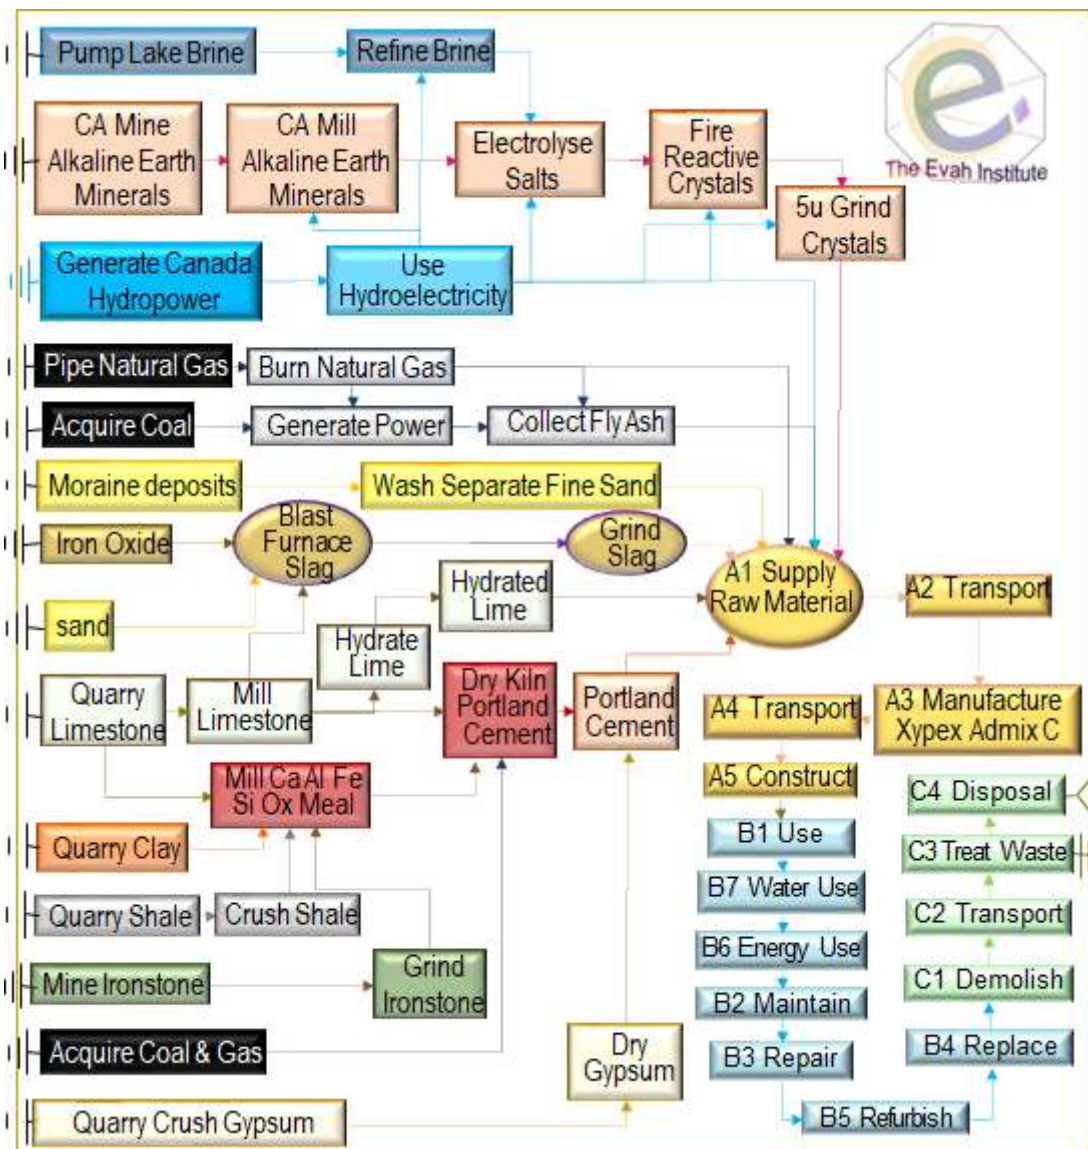 Pump Lake Brine
Refine Brine
CA Mine
Alkaline Earth
Minerals
CA Mill
Alkaline Earth
Minerals
Electrolyse
Salts
Fire
Reactive
Crystals
5u Grind
Crystals
e
The Evah Institute
Generate Canada
Hydropower
Use
Hydroelectricity
Pipe Natural Gas
Burn Natural Gas
Acquire Coal
Generate Power
Collect Fly Ash
Moraine deposits
Wash Separate Fine Sand
Iron Oxide
Blast
Furnace
Slag
Grind
Slag
sand
Hydrate
Lime
Hydrated
Lime
A1 Supply
Raw Material
A2 Transport
A3 Manufacture
Xypex Admix C
Quarry
Limestone
Mill
Limestone
Dry Kiln
Portland
Cement
Portland
Cement
A4 Transport
A5 Construct
Mill Ca Al Fe
Si Ox Meal
Quarry Clay
Quarry Shale
Crush Shale
Mine Ironstone
Grind
Ironstone
Acquire Coal & Gas
Dry
Gypsum
Quarry Crush Gypsum
B1 Use
B7 Water Use
B6 Energy Use
B2 Maintain
B3 Repair
B5 Refurbish
B4 Replace
C1 Demolish
C2 Transport
C3 Treat Waste
C4 Disposal